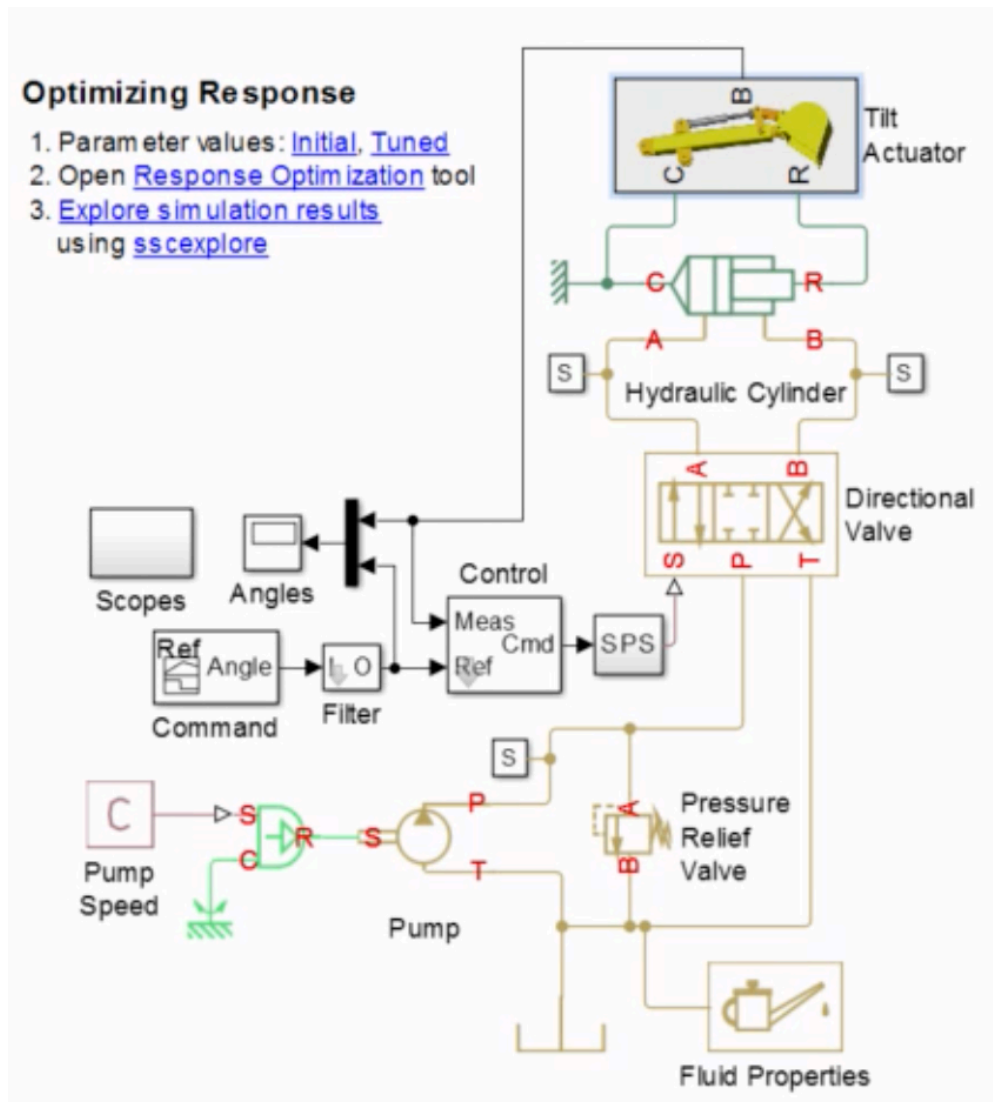 Optimizing Response
1. Parameter values: Initial, Tuned
2. Open Response Optimization tool
3. Explore simulation results
using sscexplore
B
C
R
Tilt
Actuator
C
R
A
B
S
S
Hydraulic Cylinder
A
B
S
P
T
Directional
Valve
Scopes
Angles
Control
Meas
Cmd
Ref
SPS
Ref
Angle
Command
I O
Filter
S
C
Pump
Speed
S
R
C
S
P
T
Pump
A
B
Pressure
Relief
Valve
Fluid Properties